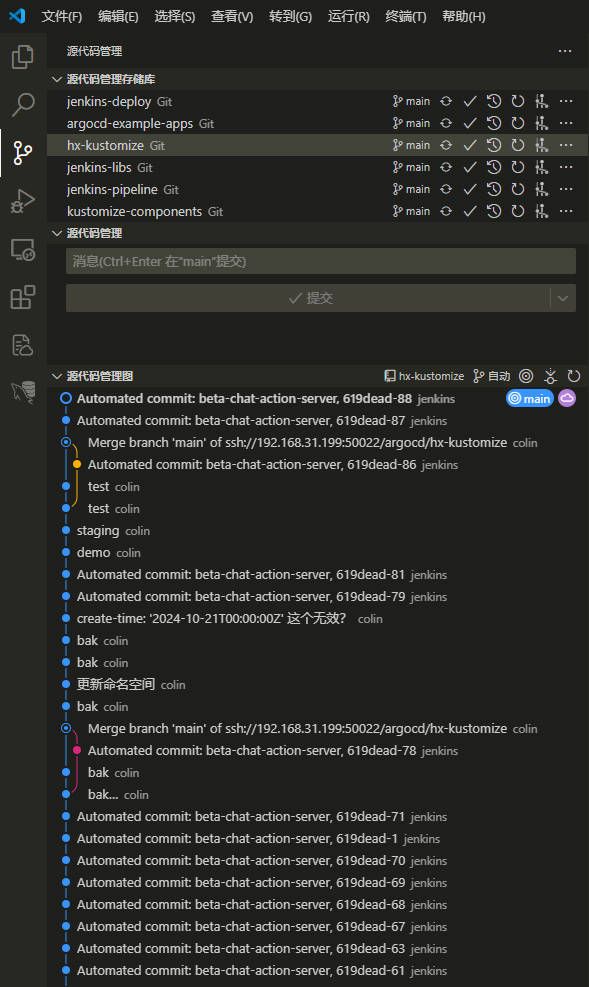 文件(F) 编辑(E) 选择(S) 查看(V) 转到(G) 运行(R) 终端(T) 帮助(H)
源代码管理
源代码管理存储库
jenkins-deploy Git main
argocd-example-apps Git main
hx-kustomize Git main
jenkins-libs Git main
jenkins-pipeline Git main
kustomize-components Git main
源代码管理
消息(Ctrl+Enter 在"main"提交)
提交
源代码管理图 hx-kustomize 自动
Automated commit: beta-chat-action-server, 619dead-88 jenkins main
Automated commit: beta-chat-action-server, 619dead-87 jenkins
Merge branch 'main' of ssh://192.168.31.199:50022/argocd/hx-kustomize colin
Automated commit: beta-chat-action-server, 619dead-86 jenkins
test colin
test colin
staging colin
demo colin
Automated commit: beta-chat-action-server, 619dead-81 jenkins
Automated commit: beta-chat-action-server, 619dead-79 jenkins
create-time: '2024-10-21T00:00:00Z' 这个无效？ colin
bak colin
bak colin
更新命名空间 colin
bak colin
Merge branch 'main' of ssh://192.168.31.199:50022/argocd/hx-kustomize colin
Automated commit: beta-chat-action-server, 619dead-78 jenkins
bak colin
bak... colin
Automated commit: beta-chat-action-server, 619dead-71 jenkins
Automated commit: beta-chat-action-server, 619dead-1 jenkins
Automated commit: beta-chat-action-server, 619dead-70 jenkins
Automated commit: beta-chat-action-server, 619dead-69 jenkins
Automated commit: beta-chat-action-server, 619dead-68 jenkins
Automated commit: beta-chat-action-server, 619dead-67 jenkins
Automated commit: beta-chat-action-server, 619dead-63 jenkins
Automated commit: beta-chat-action-server, 619dead-61 jenkins